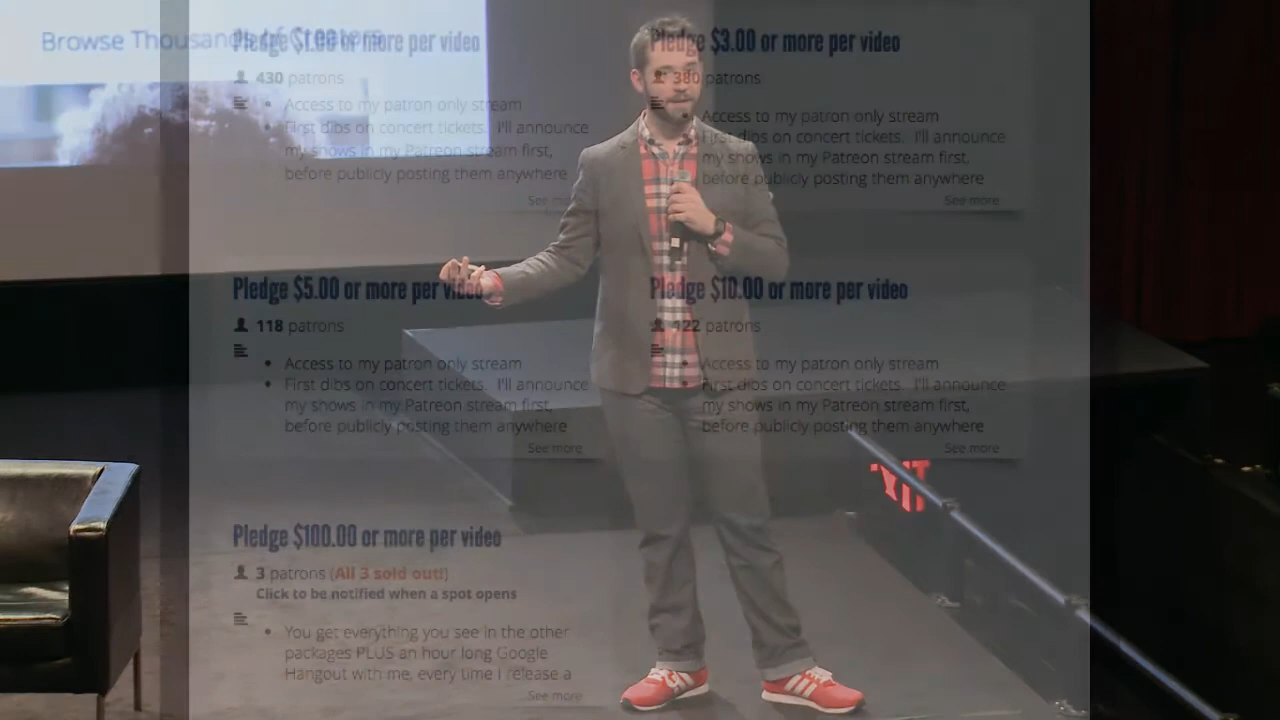 Browse Thousands of Creators
Pledge $1.00 or more per video
430 patrons
Access to my patron only stream
First dibs on concert tickets. I'll announce
my shows in my Patreon stream first,
before publicly posting them anywhere
See more
Pledge $3.00 or more per video
380 patrons
Access to my patron only stream
First dibs on concert tickets. I'll announce
my shows in my Patreon stream first,
before publicly posting them anywhere
See more
Pledge $5.00 or more per video
118 patrons
Access to my patron only stream
First dibs on concert tickets. I'll announce
my shows in my Patreon stream first,
before publicly posting them anywhere
See more
Pledge $10.00 or more per video
122 patrons
Access to my patron only stream
First dibs on concert tickets. I'll announce
my shows in my Patreon stream first,
before publicly posting them anywhere
See more
Pledge $100.00 or more per video
3 patrons (All 3 sold out!)
Click to be notified when a spot opens
You get everything you see in the other
packages PLUS an hour long Google
Hangout with me, every time I release a
See more